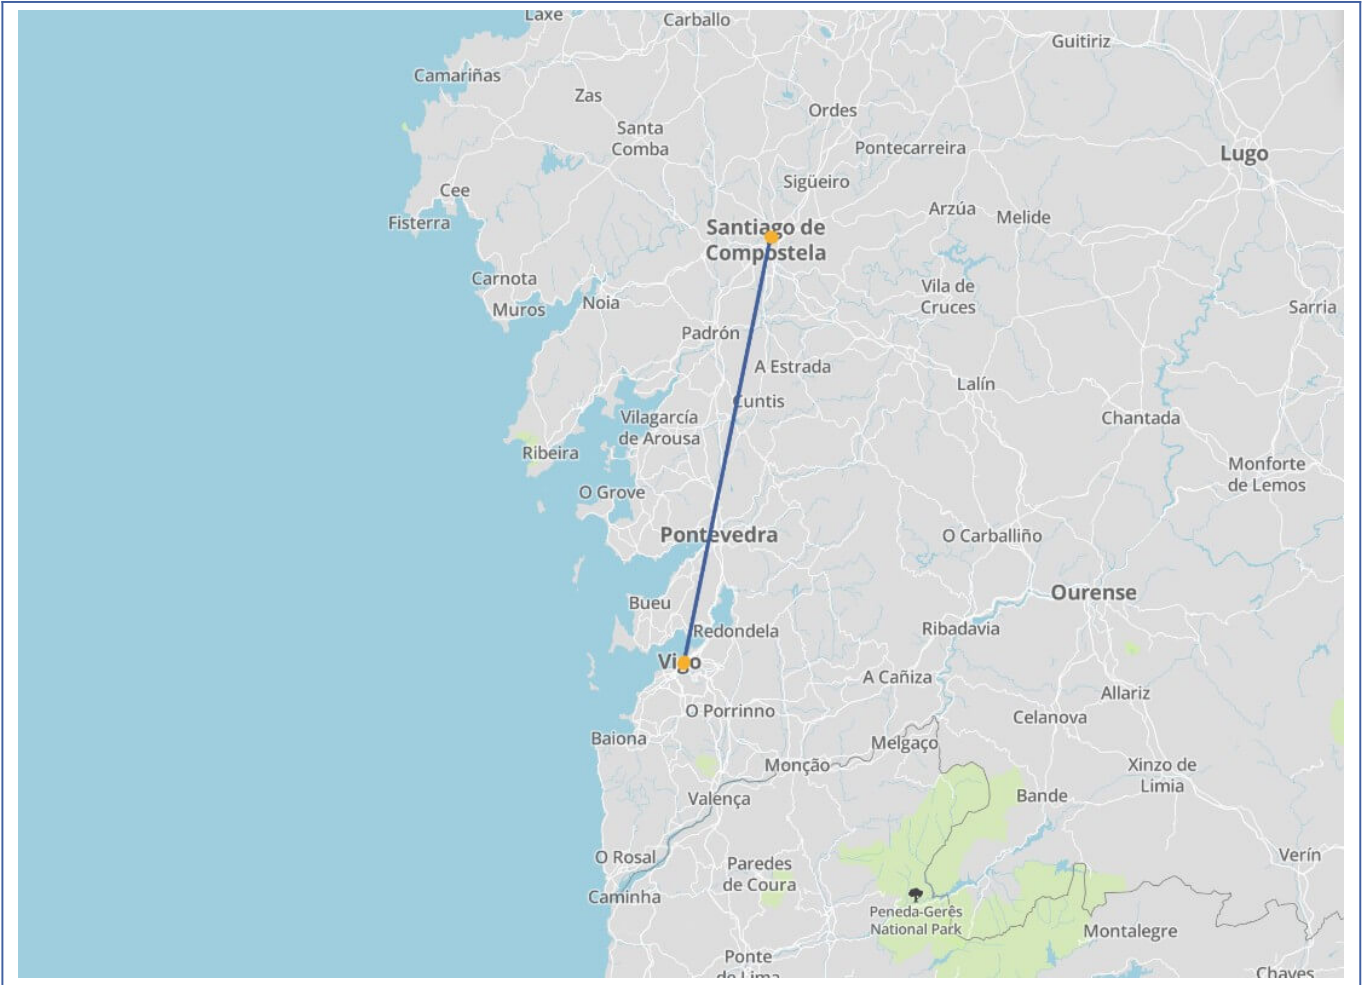 Laxe
Carballo
Guitiriz
Camariñas
Zas
Ordes
Santa
Comba
Pontecarreira
Lugo
Sigüeiro
Cee
Arzúa
Melide
Fisterra
Santiago de
Compostela
Carnota
Vila de
Cruces
Noia
Muros
Sarria
Padrón
A Estrada
Lalín
Cuntis
Vilagarcía
de Arousa
Chantada
Ribeira
Monforte
de Lemos
O Grove
Pontevedra
O Carballiño
Ourense
Bueu
Redondela
Ribadavia
Vigo
A Cañiza
Allariz
O Porrinno
Celanova
Baiona
Melgaço
Monção
Xinzo de
Limia
Valença
Bande
O Rosal
Verín
Paredes
de Coura
Caminha
Peneda-Gerês
National Park
Montalegre
Ponte
de Lima
Chaves